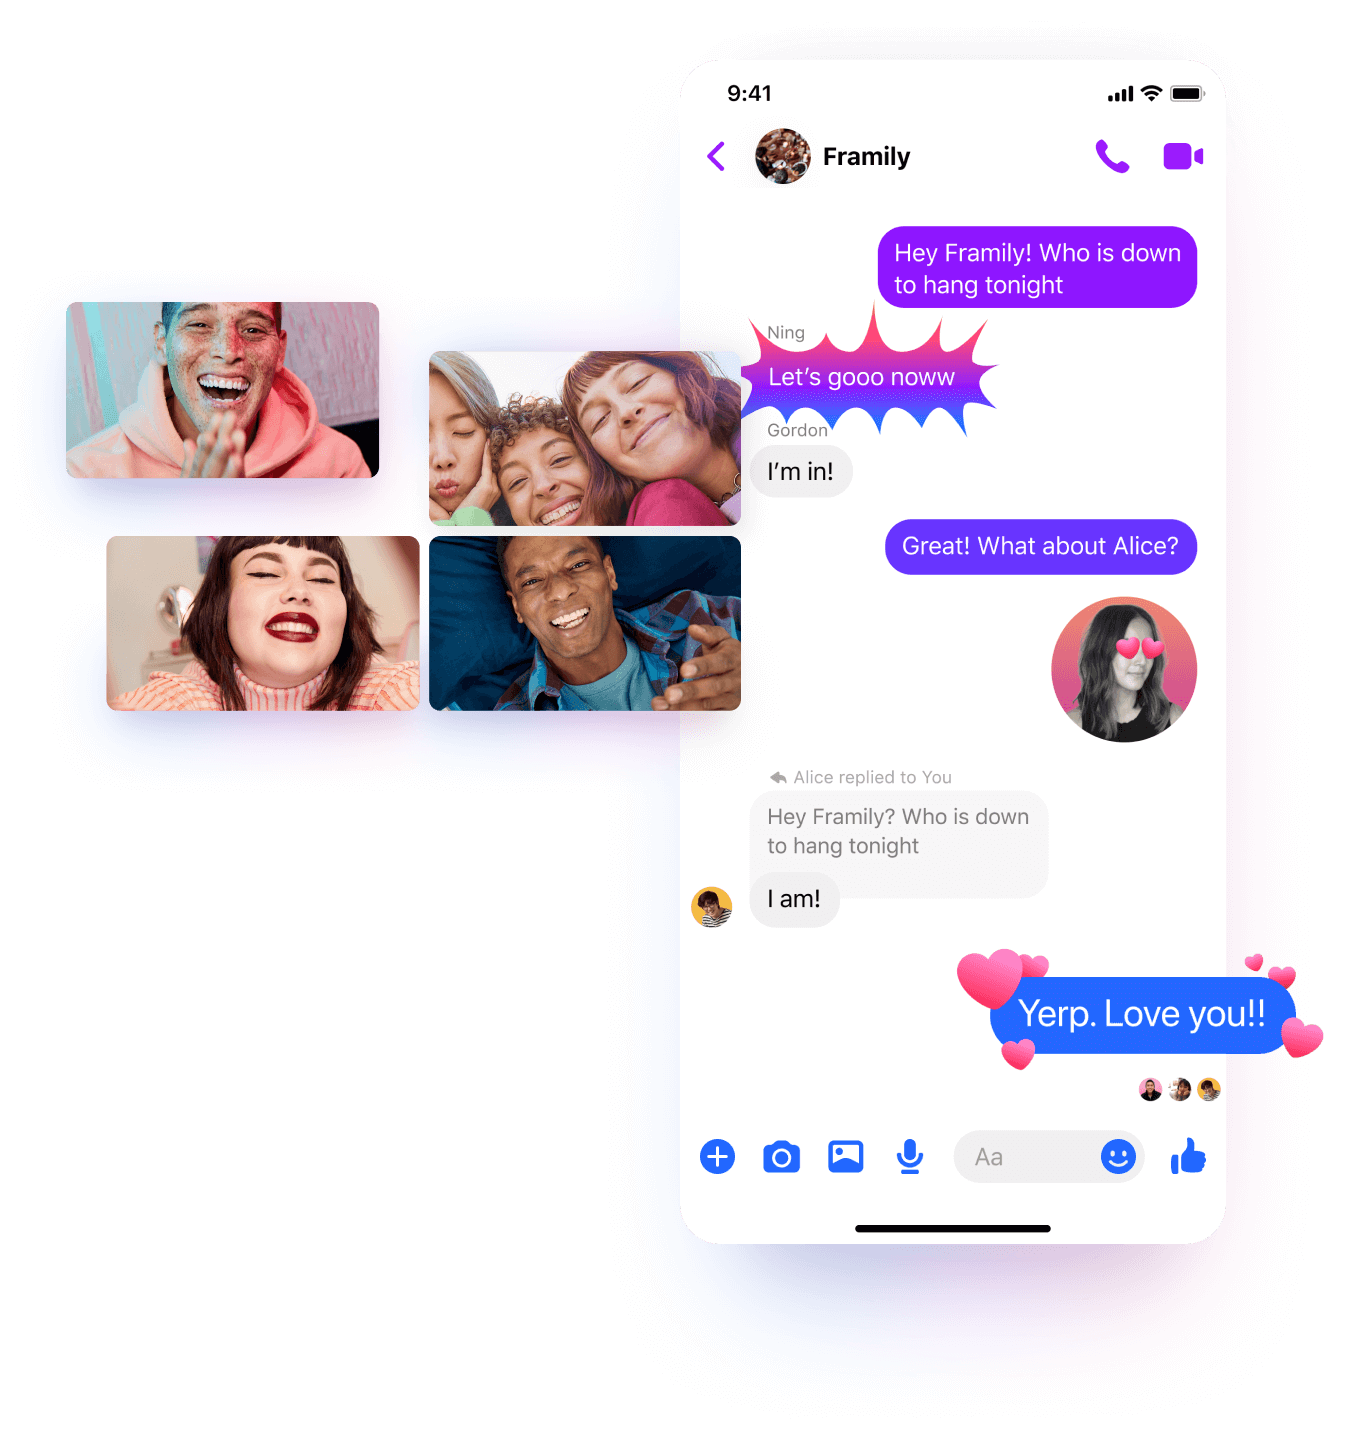 9:41
Framily
Hey Framily! Who is down
to hang tonight
Ning
Let's gooo noww
Gordon
I'm in!
Great! What about Alice?
Alice replied to You
Hey Framily? Who is down
to hang tonight
I am!
Yerp. Love you!!
Aa